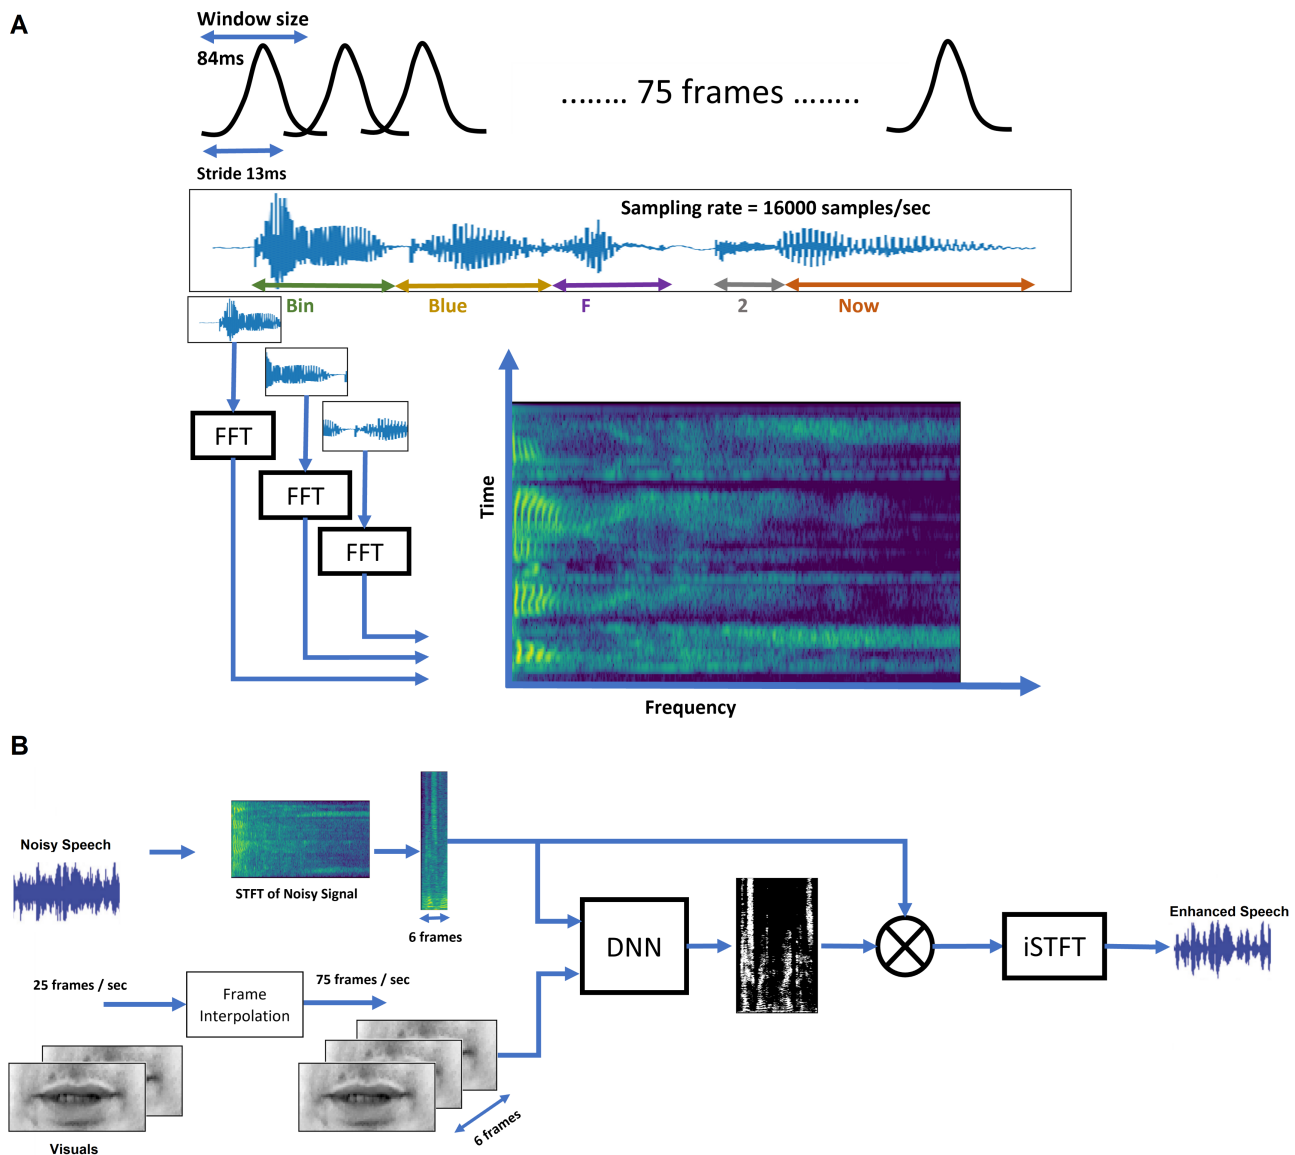 A
Window size
84ms
........ 75 frames ........
Stride 13ms
Sampling rate = 16000 samples/sec
Bin
Blue
F
2
Now
FFT
FFT
FFT
Time
Frequency
B
Noisy Speech
STFT of Noisy Signal
6 frames
DNN
iSTFT
Enhanced Speech
25 frames / sec
Frame
Interpolation
75 frames / sec
6 frames
Visuals